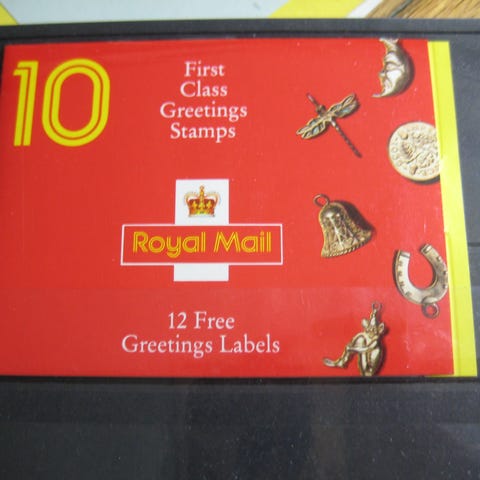 10
First
Class
Greetings
Stamps
Royal Mail
12 Free
Greetings Labels